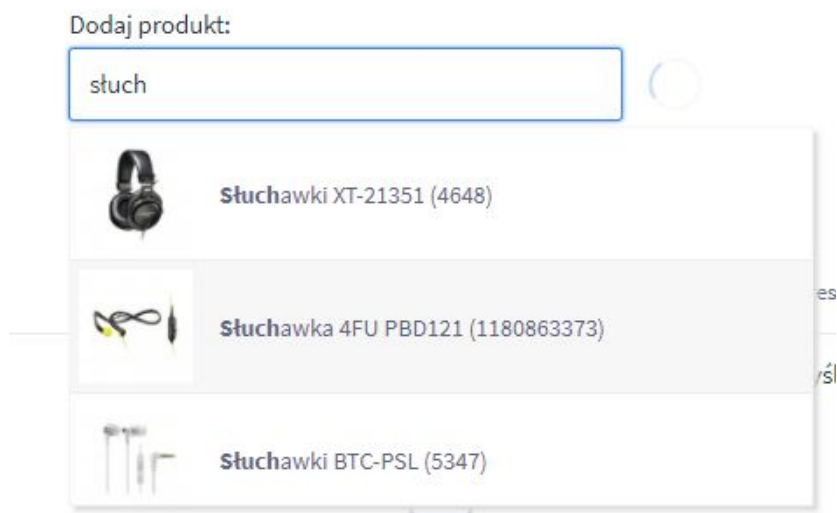 Dodaj produkt:
słuch
Słuchawki XT-21351 (4648)
Słuchawka 4FU PBD121 (1180863373)
Słuchawki BTC-PSL (5347)